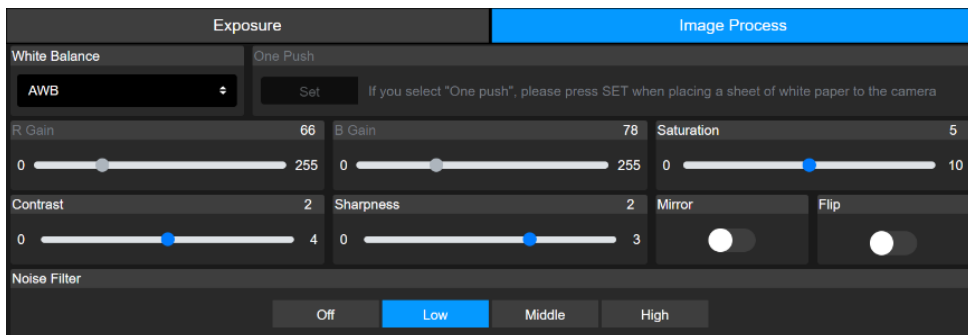 Exposure Image Process
White Balance One Push
AWB Set If you select "One push", please press SET when placing a sheet of white paper to the camera
R Gain 66 B Gain 78 Saturation 5
0 255 0 255 0 10
Contrast 2 Sharpness 2 Mirror Flip
0 4 0 3
Noise Filter
Off Low Middle High